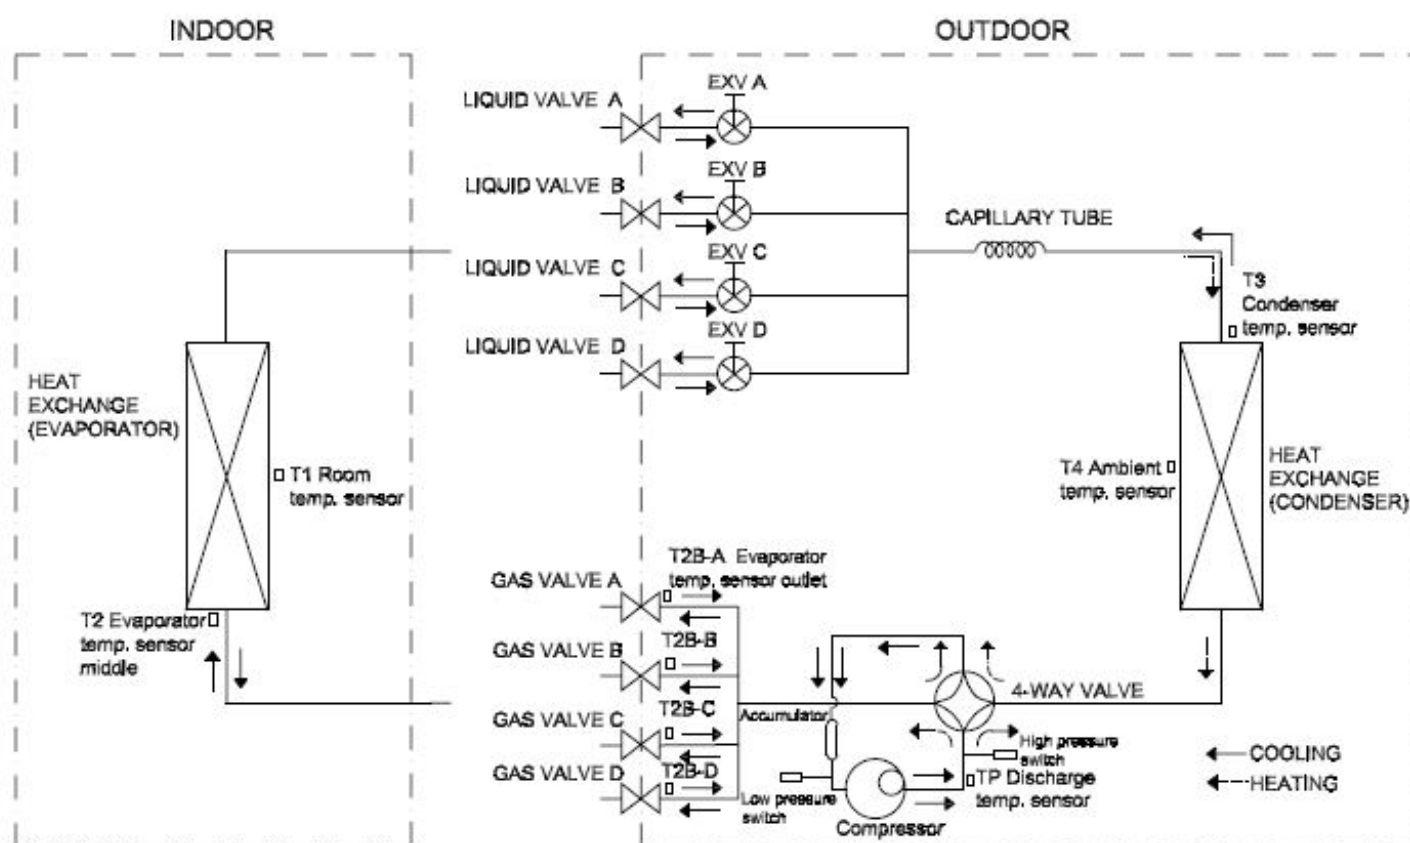 INDOOR
OUTDOOR
LIQUID VALVE A
EXV A
LIQUID VALVE B
EXV B
LIQUID VALVE C
EXV C
LIQUID VALVE D
EXV D
CAPILLARY TUBE
T3
Condenser
temp. sensor
HEAT
EXCHANGE
(EVAPORATOR)
T1 Room
temp. sensor
T4 Ambient
temp. sensor
HEAT
EXCHANGE
(CONDENSER)
T2 Evaporator
temp. sensor
middle
GAS VALVE A
T2B-A Evaporator
temp. sensor outlet
GAS VALVE B
T2B-B
GAS VALVE C
T2B-C
GAS VALVE D
T2B-D
Accumulator
4-WAY VALVE
High pressure
switch
Low pressure
switch
TP Discharge
temp. sensor
Compressor
COOLING
HEATING